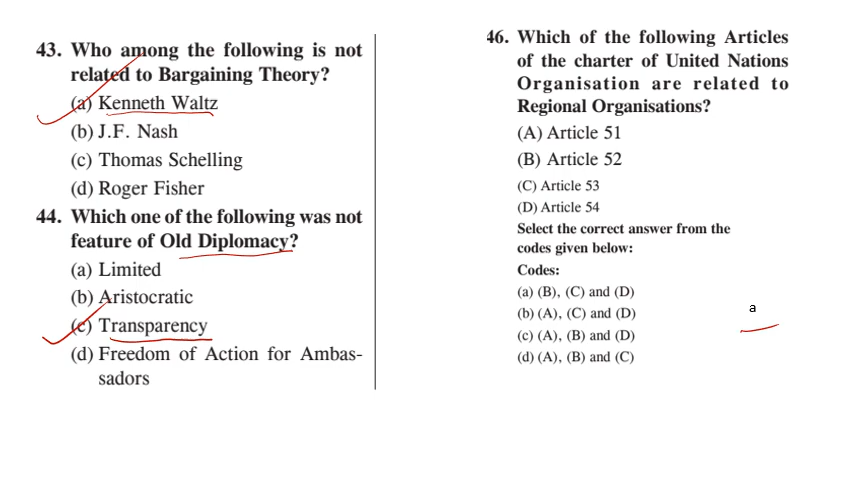 43. Who among the following is not
related to Bargaining Theory?
(a) Kenneth Waltz
(b) J.F. Nash
(c) Thomas Schelling
(d) Roger Fisher
44. Which one of the following was not
feature of Old Diplomacy?
(a) Limited
(b) Aristocratic
(c) Transparency
(d) Freedom of Action for Ambas-
sadors
46. Which of the following Articles
of the charter of United Nations
Organisation are related to
Regional Organisations?
(A) Article 51
(B) Article 52
(C) Article 53
(D) Article 54
Select the correct answer from the
codes given below:
Codes:
(a) (B), (C) and (D)
(b) (A), (C) and (D)
(c) (A), (B) and (D)
(d) (A), (B) and (C)
a